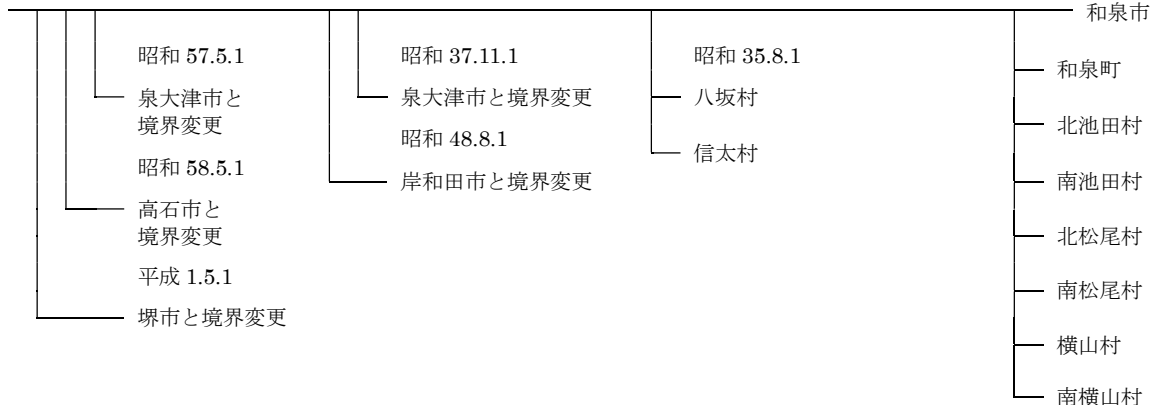 和泉市
昭和 57.5.1
泉大津市と
境界変更
昭和 58.5.1
高石市と
境界変更
平成 1.5.1
堺市と境界変更
昭和 37.11.1
泉大津市と境界変更
昭和 48.8.1
岸和田市と境界変更
昭和 35.8.1
八坂村
信太村
和泉町
北池田村
南池田村
北松尾村
南松尾村
横山村
南横山村